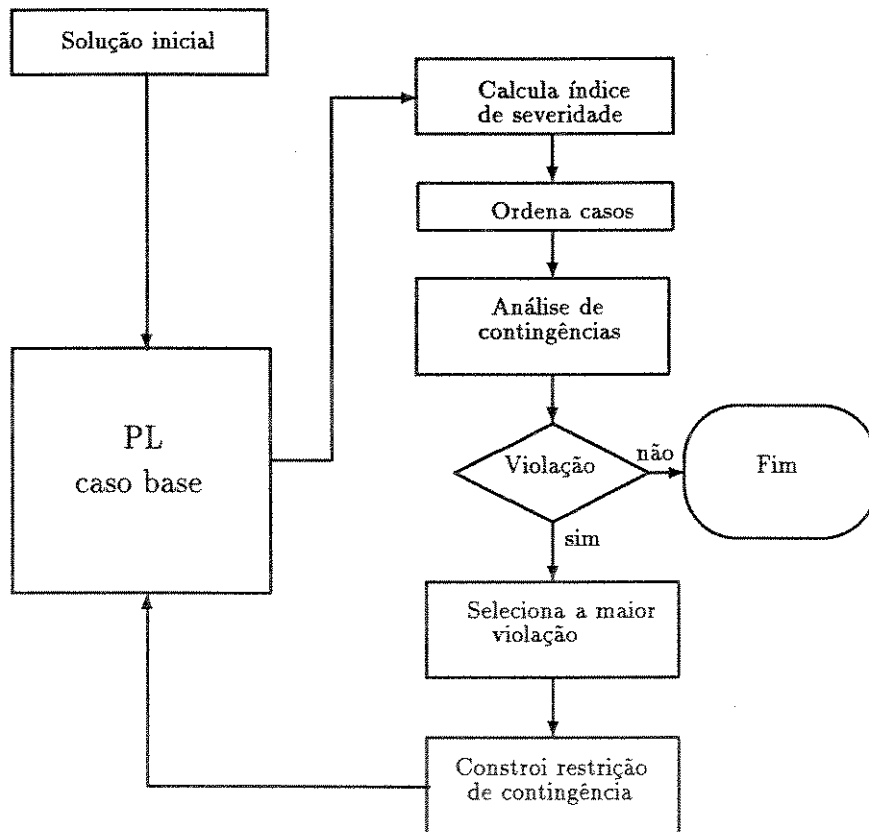 Solução inicial
Calcula índice
de severidade
Ordena casos
Análise de
contingências
PL
caso base
Violação
não
Fim
sim
Seleciona a maior
violação
Constroi restrição
de contingência